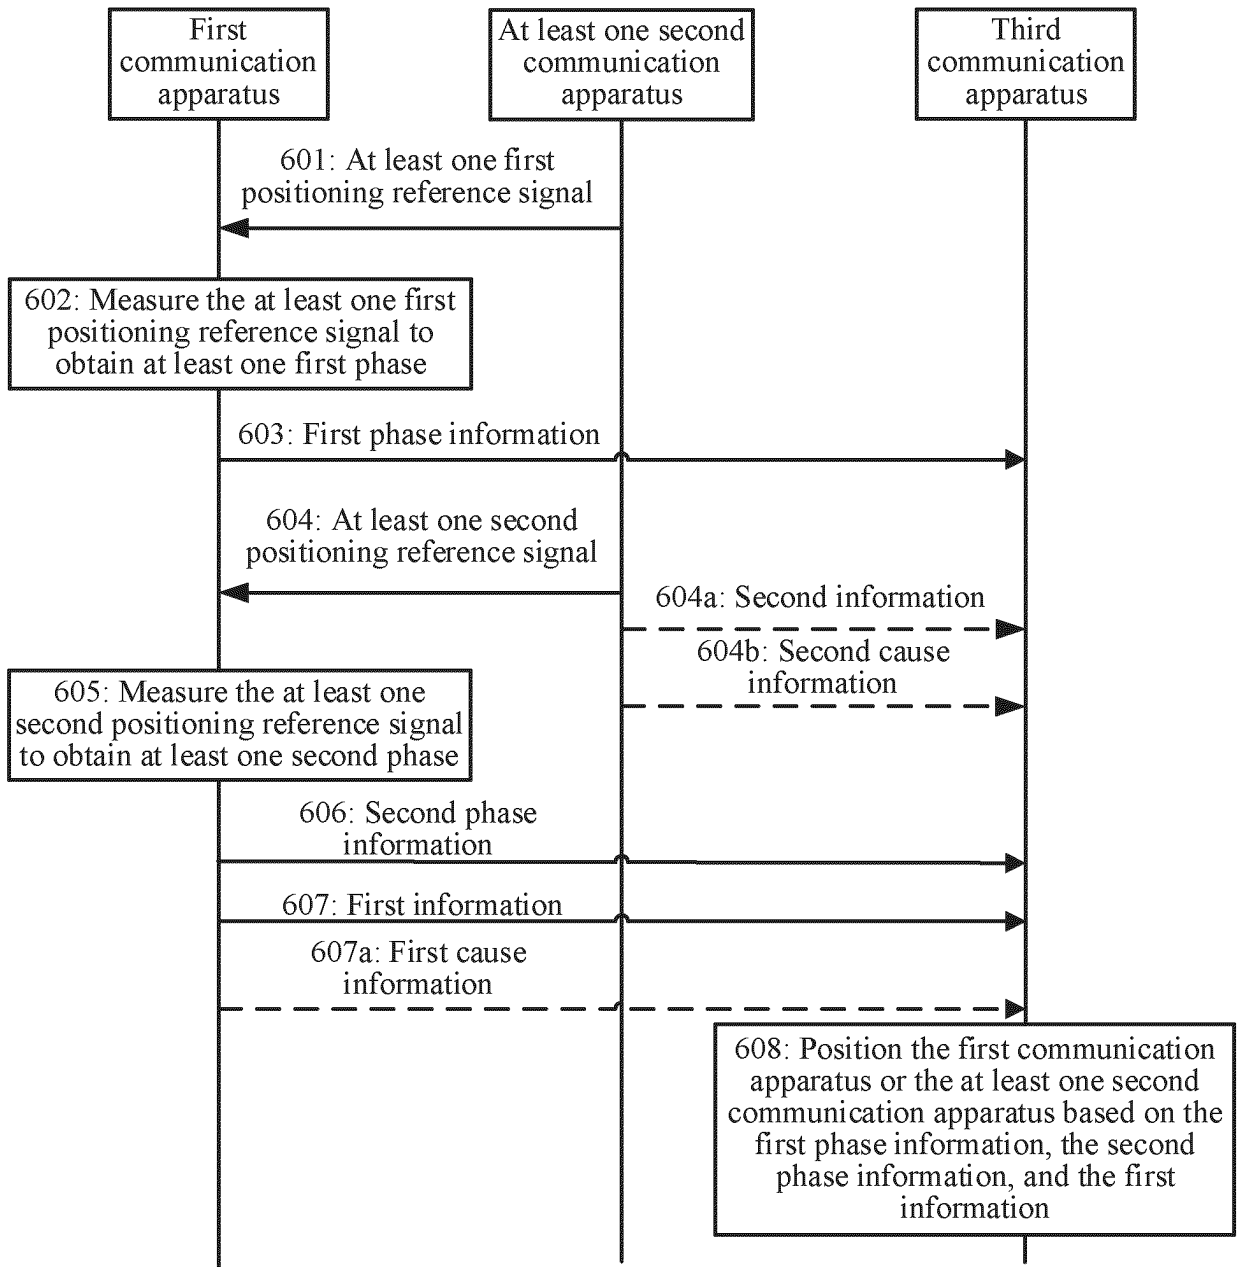 First
communication
apparatus
At least one second
communication
apparatus
Third
communication
apparatus
601: At least one first
positioning reference signal
602: Measure the at least one first
positioning reference signal to
obtain at least one first phase
603: First phase information
604: At least one second
positioning reference signal
604a: Second information
604b: Second cause
information
605: Measure the at least one
second positioning reference signal
to obtain at least one second phase
606: Second phase
information
607: First information
607a: First cause
information
608: Position the first communication
apparatus or the at least one second
communication apparatus based on the
first phase information, the second
phase information, and the first
information